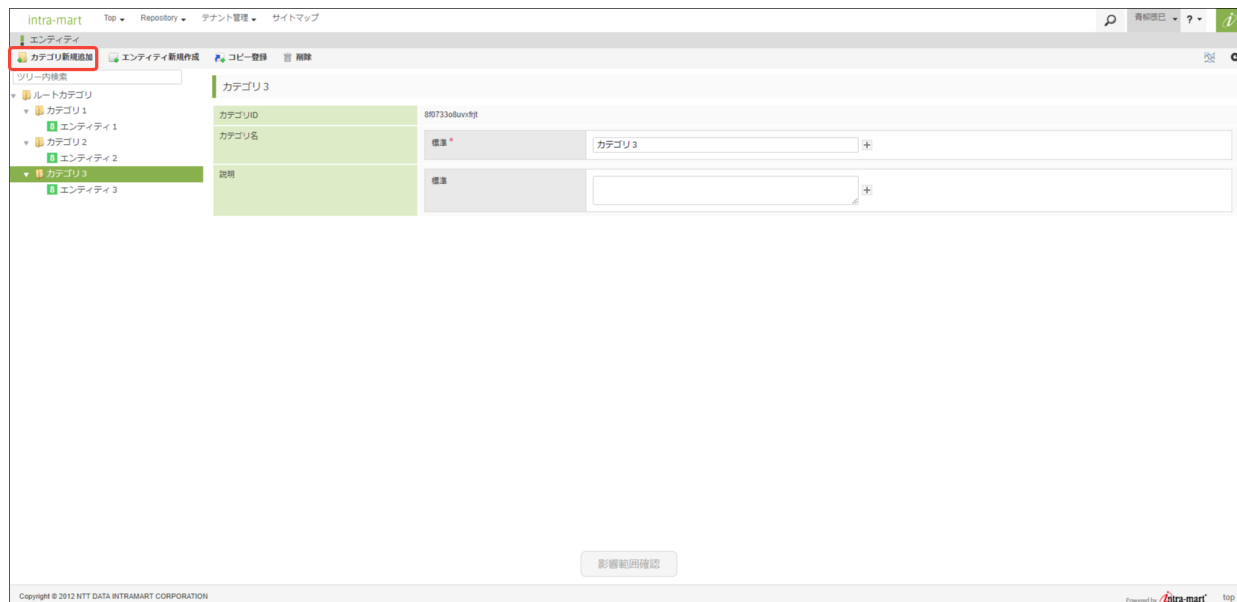 intra-mart Top Repository テナント管理 サイトマップ 青柳辰巳 ?
エンティティ
カテゴリ新規追加 エンティティ新規作成 コピー登録 削除
ツリー内検索
カテゴリ3
ルートカテゴリ
カテゴリ1
エンティティ1
カテゴリ2
エンティティ2
カテゴリ3
エンティティ3
カテゴリID
カテゴリ名 標準 * カテゴリ3
説明 標準
影響範囲確認
Copyright © 2012 NTT DATA INTRAMART CORPORATION Powered by intra-mart top